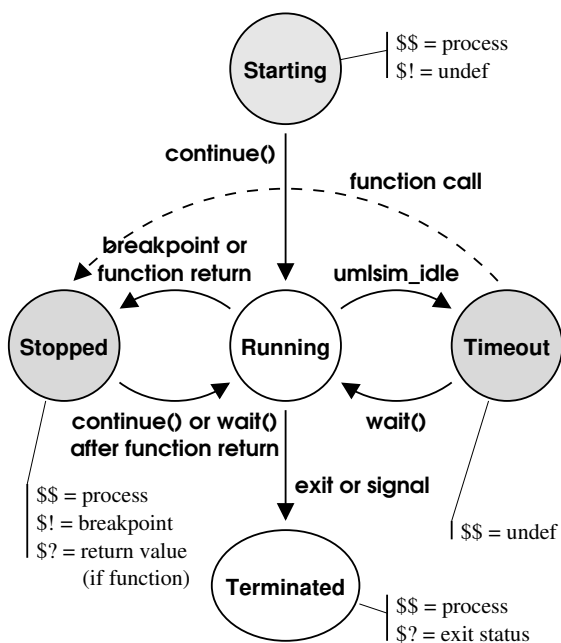 $$ = process
$! = undef
Starting
continue()
function call
breakpoint or
function return
umlsim_idle
Stopped
Running
Timeout
continue() or wait()
after function return
wait()
exit or signal
$$ = process
$! = breakpoint
$? = return value
(if function)
$$ = undef
Terminated
$$ = process
$? = exit status